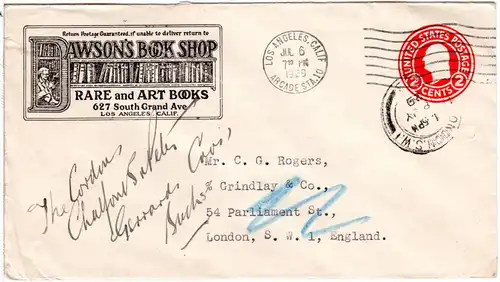 Return Postage Guaranteed, if unable to deliver return to
DAWSON'S BOOK SHOP
RARE and ART BOOKS
627 South Grand Ave
LOS ANGELES, CALIF.
LOS ANGELES, CALIF.
JUL 6
7 PM
1929
ARCADE STA. 10
UNITED STATES POSTAGE
2 2
CENTS
LONDON, S.W.1
The Cordons
Chalfont St Peter
Gerrards Cross,
Bucks
Mr. C. G. Rogers,
% Grindlay & Co.,
54 Parliament St.,
London, S. W. 1, England.